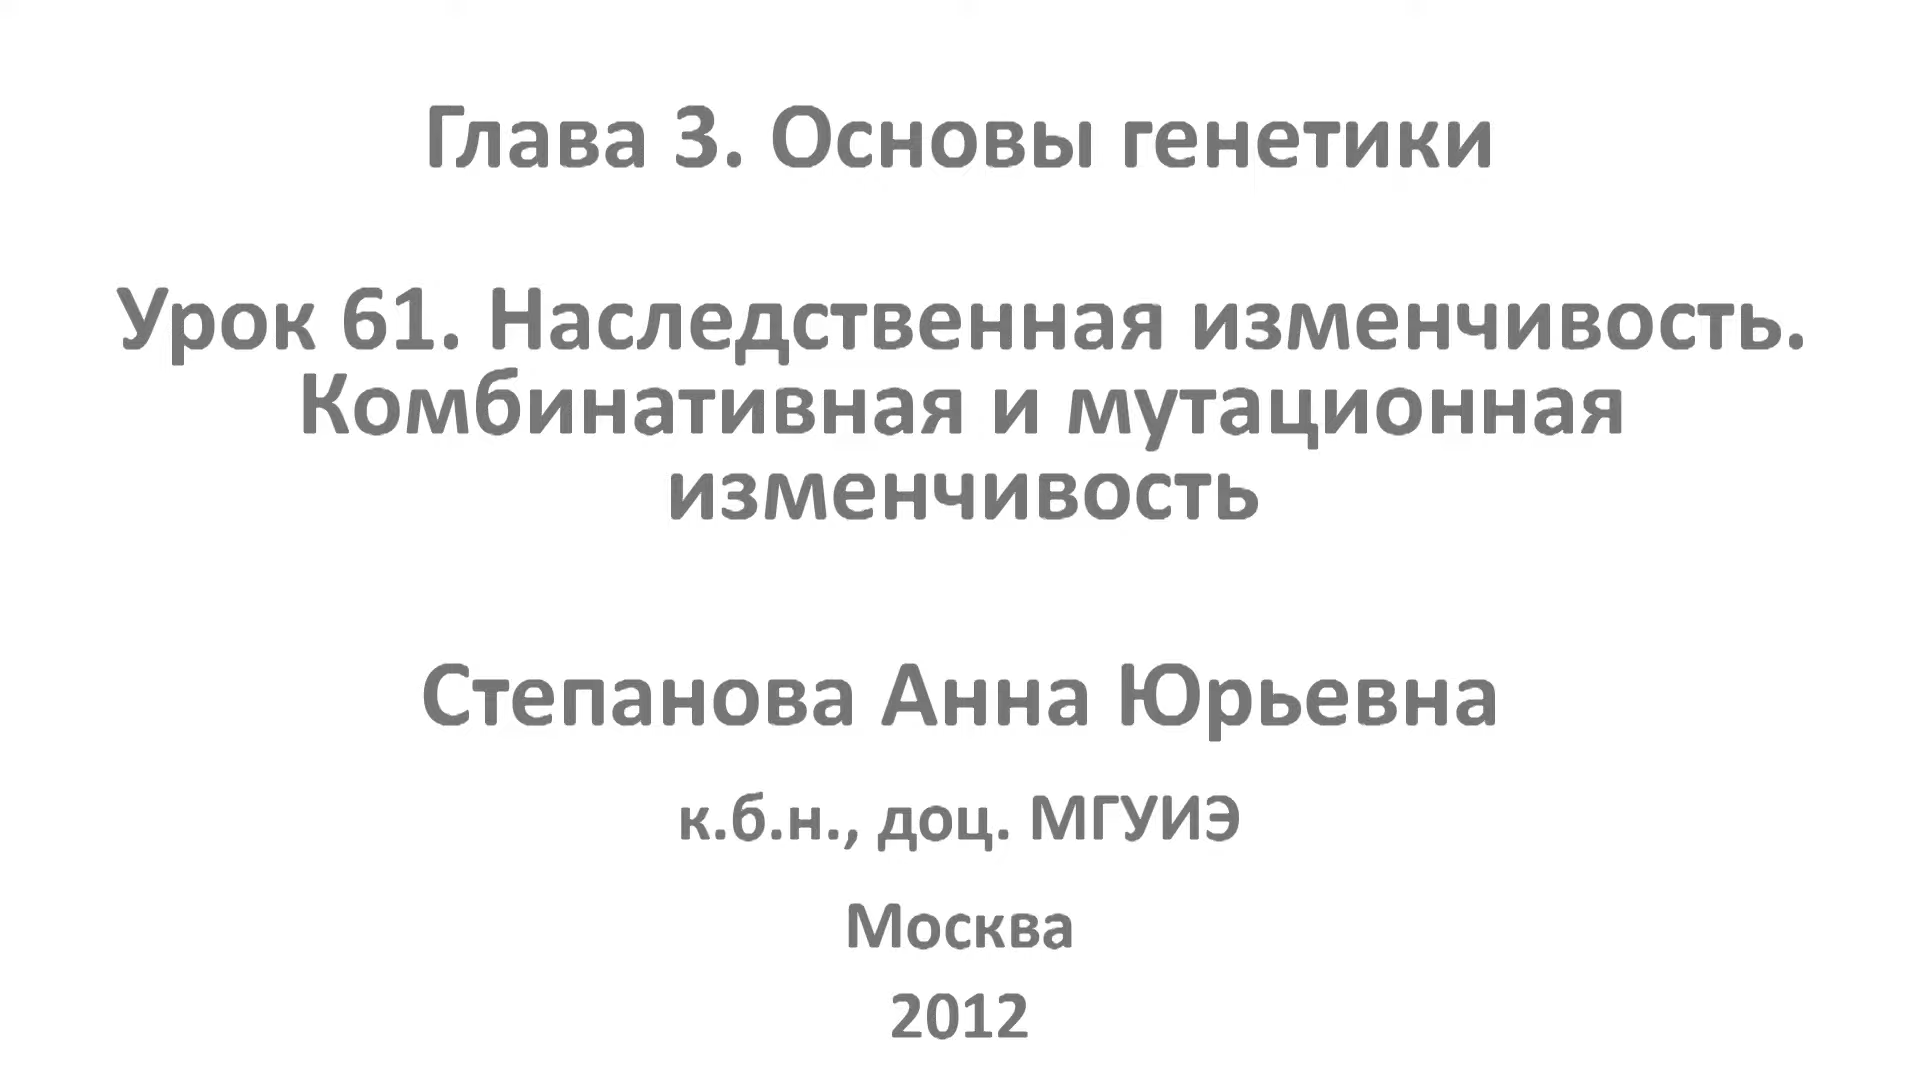 Глава 3. Основы генетики
Урок 61. Наследственная изменчивость.
Комбинативная и мутационная
изменчивость
Степанова Анна Юрьевна
к.б.н., доц. МГУИЭ
Москва
2012